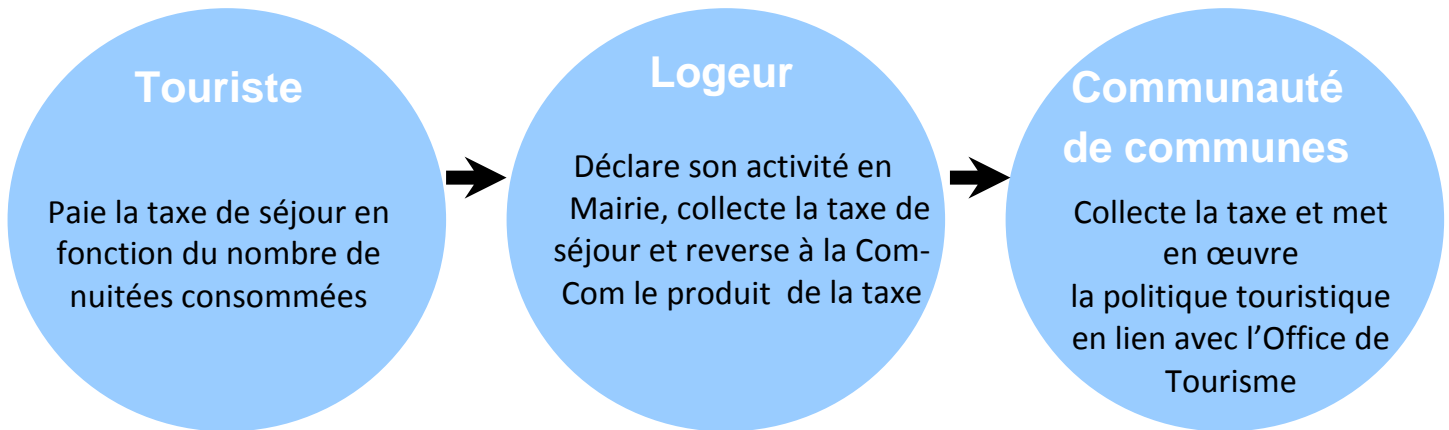 Touriste
Paie la taxe de séjour en
fonction du nombre de
nuitées consommées
Logeur
Déclare son activité en
Mairie, collecte la taxe de
séjour et reverse à la Com-
Com le produit de la taxe
Communauté
de communes
Collecte la taxe et met
en œuvre
la politique touristique
en lien avec l’Office de
Tourisme